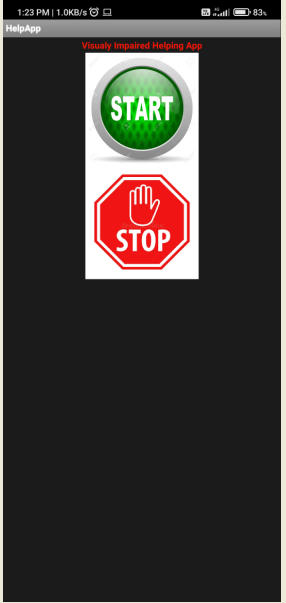 1:23 PM | 1.0KB/s 83%
HelpApp
Visualy Impaired Helping App
START
STOP